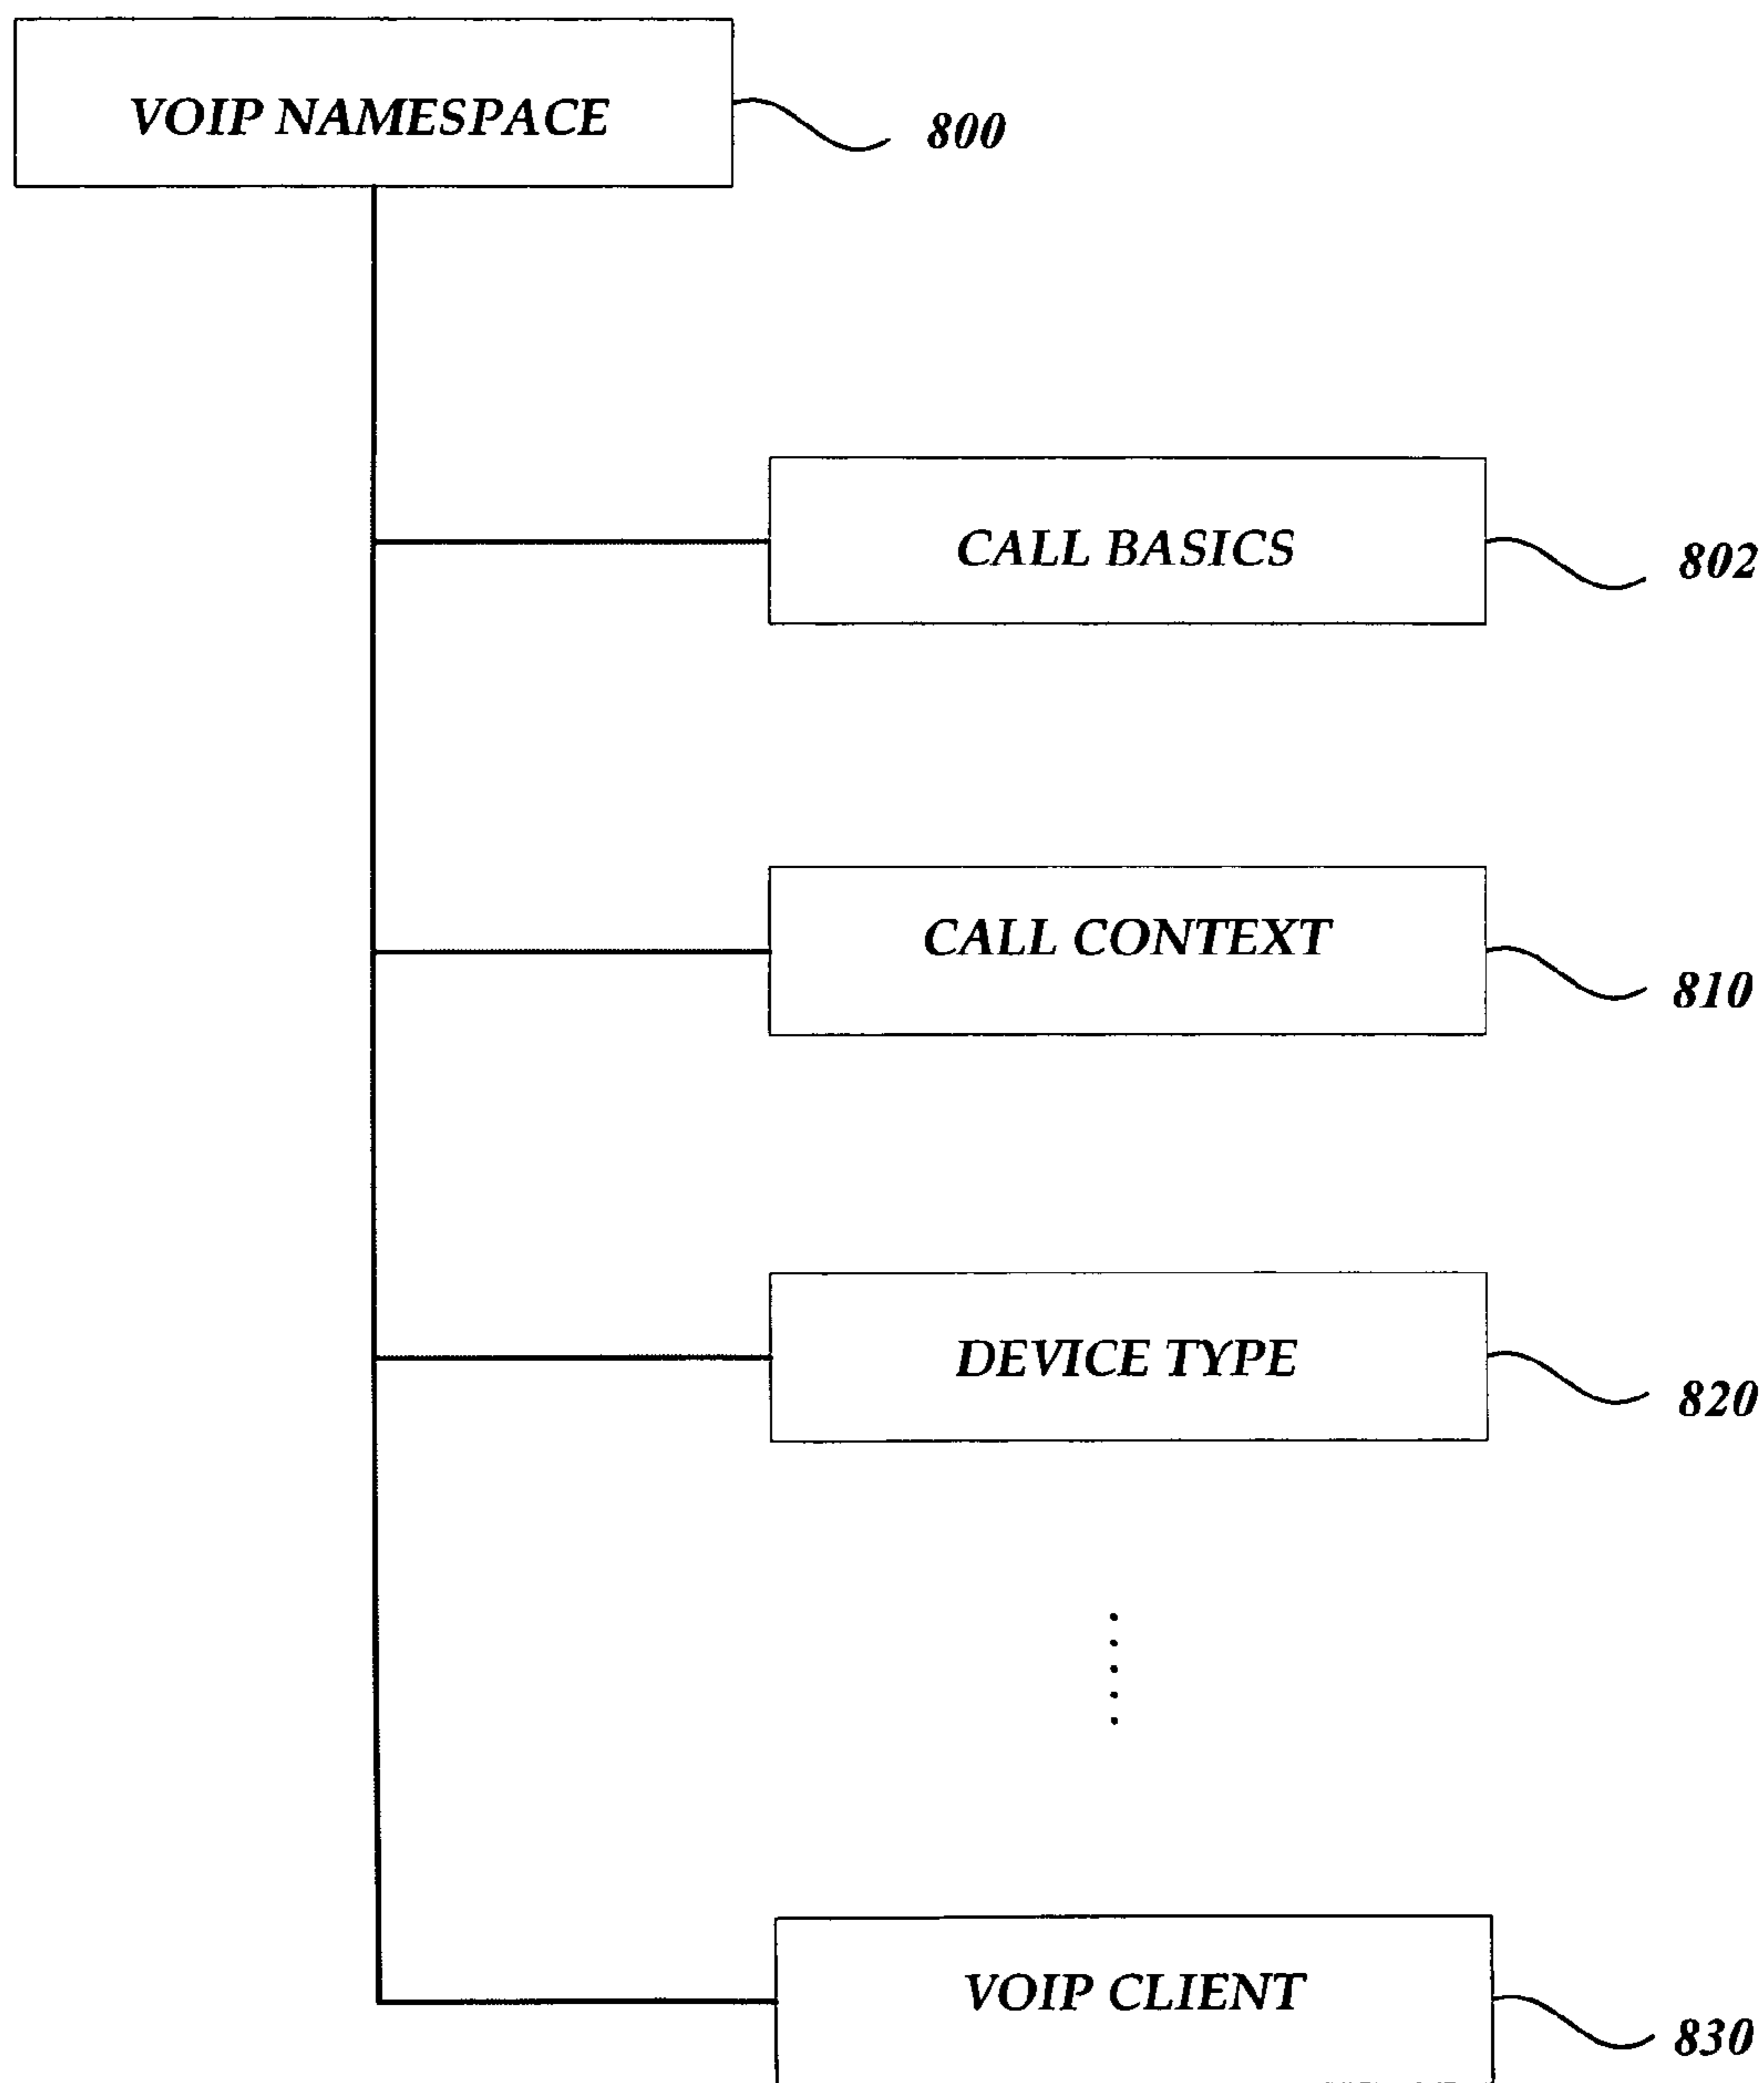 VOIP NAMESPACE
800
CALL BASICS
802
CALL CONTEXT
810
DEVICE TYPE
820
VOIP CLIENT
830